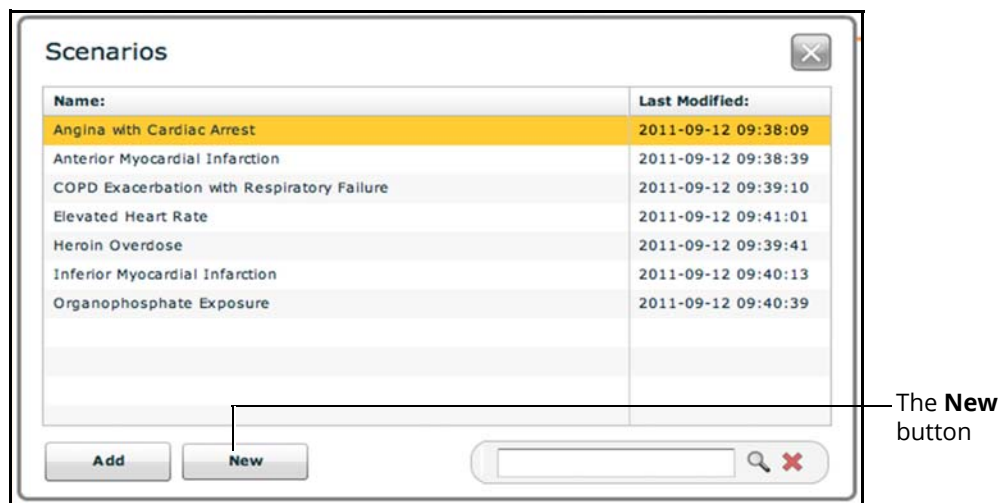 Scenarios
Name: Last Modified:
Angina with Cardiac Arrest 2011-09-12 09:38:09
Anterior Myocardial Infarction 2011-09-12 09:38:39
COPD Exacerbation with Respiratory Failure 2011-09-12 09:39:10
Elevated Heart Rate 2011-09-12 09:41:01
Heroin Overdose 2011-09-12 09:39:41
Inferior Myocardial Infarction 2011-09-12 09:40:13
Organophosphate Exposure 2011-09-12 09:40:39
Add New
The New
button